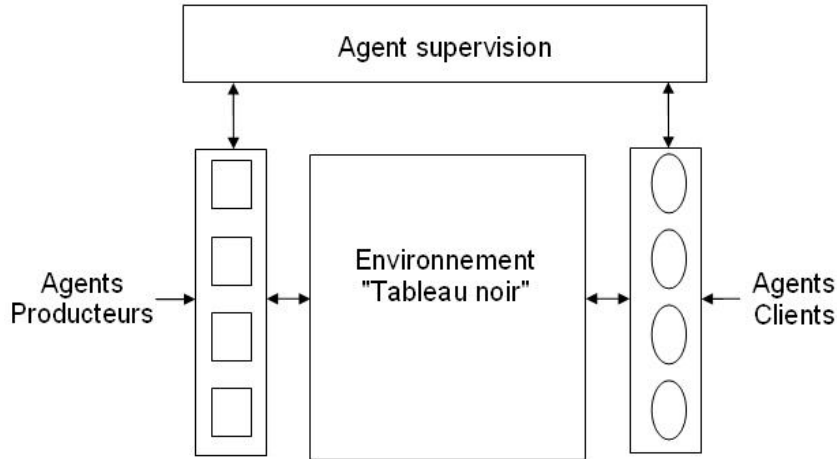 Agent supervision
Environnement
"Tableau noir"
Agents
Producteurs
Agents
Clients